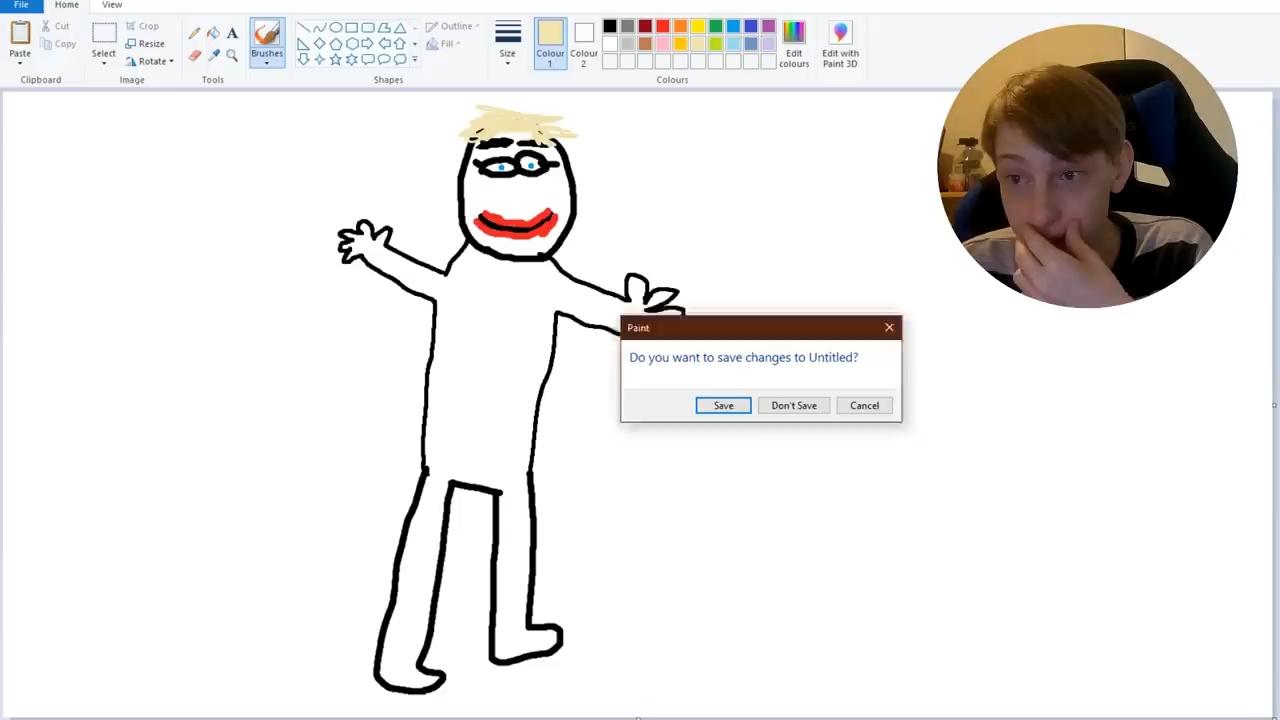 File Home View
Paste
Cut
Copy
Clipboard
Select
Crop
Resize
Rotate
Image
Tools
Brushes
Shapes
Outline
Fill
Size
Colour
1
Colour
2
Colours
Edit
colours
Edit with
Paint 3D
Paint
Do you want to save changes to Untitled?
Save Don't Save Cancel